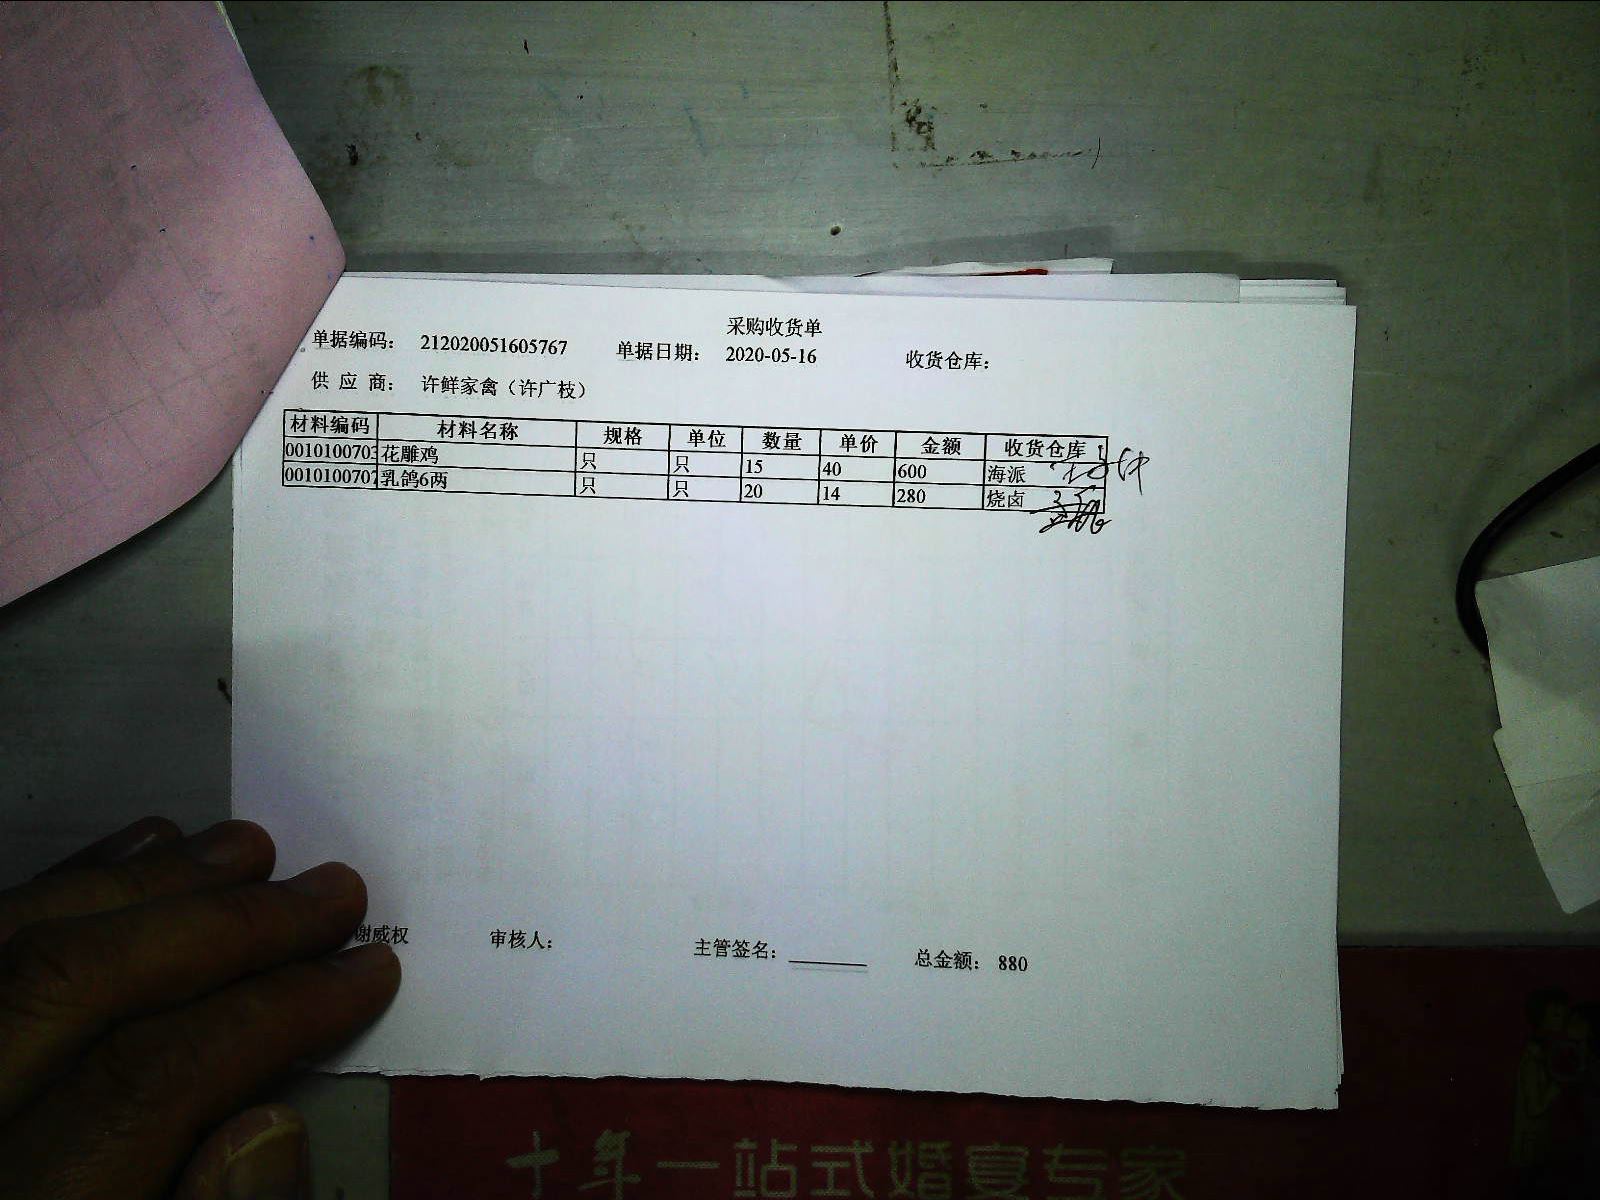 采购收货单
单据编码： 212020051605767 单据日期： 2020-05-16 收货仓库：
供 应 商： 许鲜家禽（许广枝）
材料编码 材料名称 规格 单位 数量 单价 金额 收货仓库
0010100703 花雕鸡 只 只 15 40 600 海派
0010100707 乳鸽6两 只 只 20 14 280 烧卤
谢威权 审核人： 主管签名： 总金额： 880
十年一站式婚宴专家